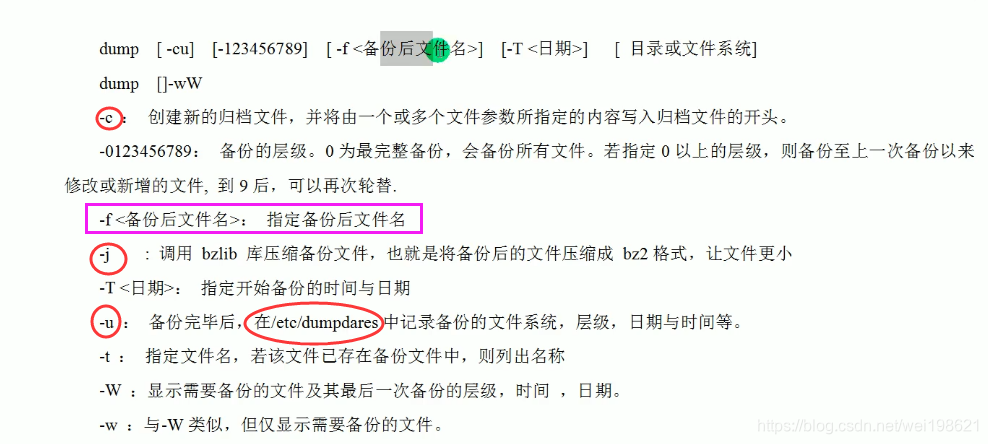 dump [ -cu] [-123456789] [ -f <备份后文件名>] [-T <日期>] [ 目录或文件系统]
dump []-wW
-c： 创建新的归档文件，并将由一个或多个文件参数所指定的内容写入归档文件的开头。
-0123456789： 备份的层级。0 为最完整备份，会备份所有文件。若指定 0 以上的层级，则备份至上一次备份以来
修改或新增的文件, 到 9 后，可以再次轮替.
-f <备份后文件名>： 指定备份后文件名
-j ：调用 bzlib 库压缩备份文件，也就是将备份后的文件压缩成 bz2 格式，让文件更小
-T <日期>： 指定开始备份的时间与日期
-u ： 备份完毕后，在/etc/dumpdares 中记录备份的文件系统，层级，日期与时间等。
-t ： 指定文件名，若该文件已存在备份文件中，则列出名称
-W ：显示需要备份的文件及其最后一次备份的层级，时间 ，日期。
-w ：与-W 类似，但仅显示需要备份的文件。
https://blog.csdn.net/wei198621